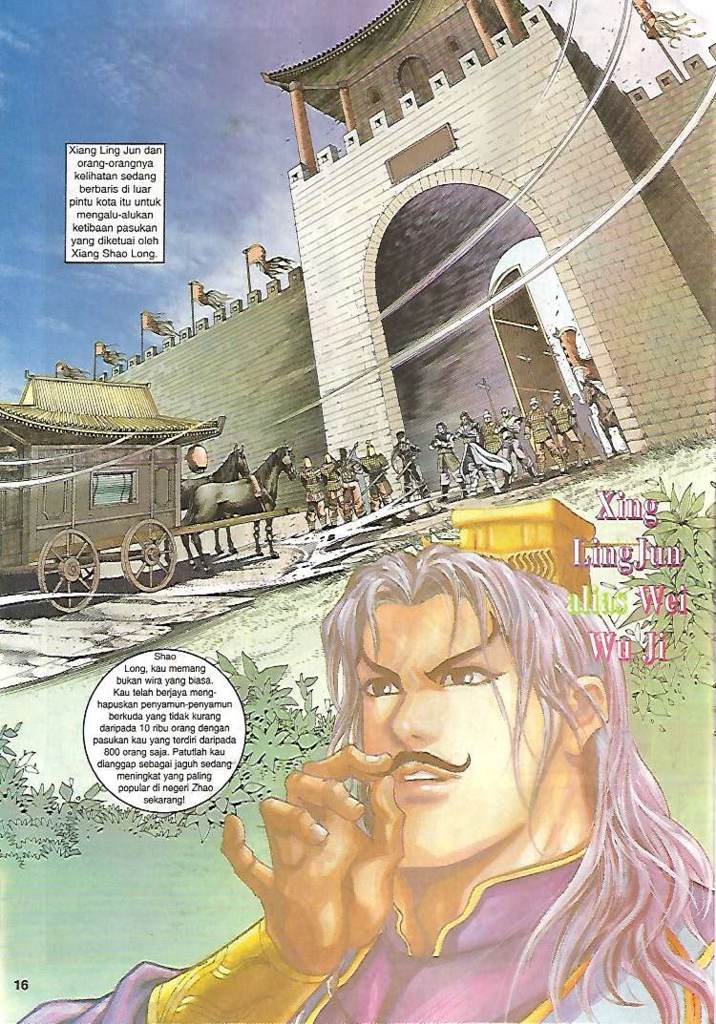 Xiang Ling Jun dan
orang-orangnya
kelihatan sedang
berbaris di luar
pintu kota itu untuk
mengalu-alukan
ketibaan pasukan
yang diketuai oleh
Xiang Shao Long.
Xing
LingJun
alias Wei
Wu Ji
Shao
Long, kau memang
bukan wira yang biasa.
Kau telah berjaya meng-
hapuskan penyamun-penyamun
berkuda yang tidak kurang
daripada 10 ribu orang dengan
pasukan kau yang terdiri daripada
800 orang saja. Patutlah kau
dianggap sebagai jaguh sedang
meningkat yang paling
popular di negeri Zhao
sekarang!
16